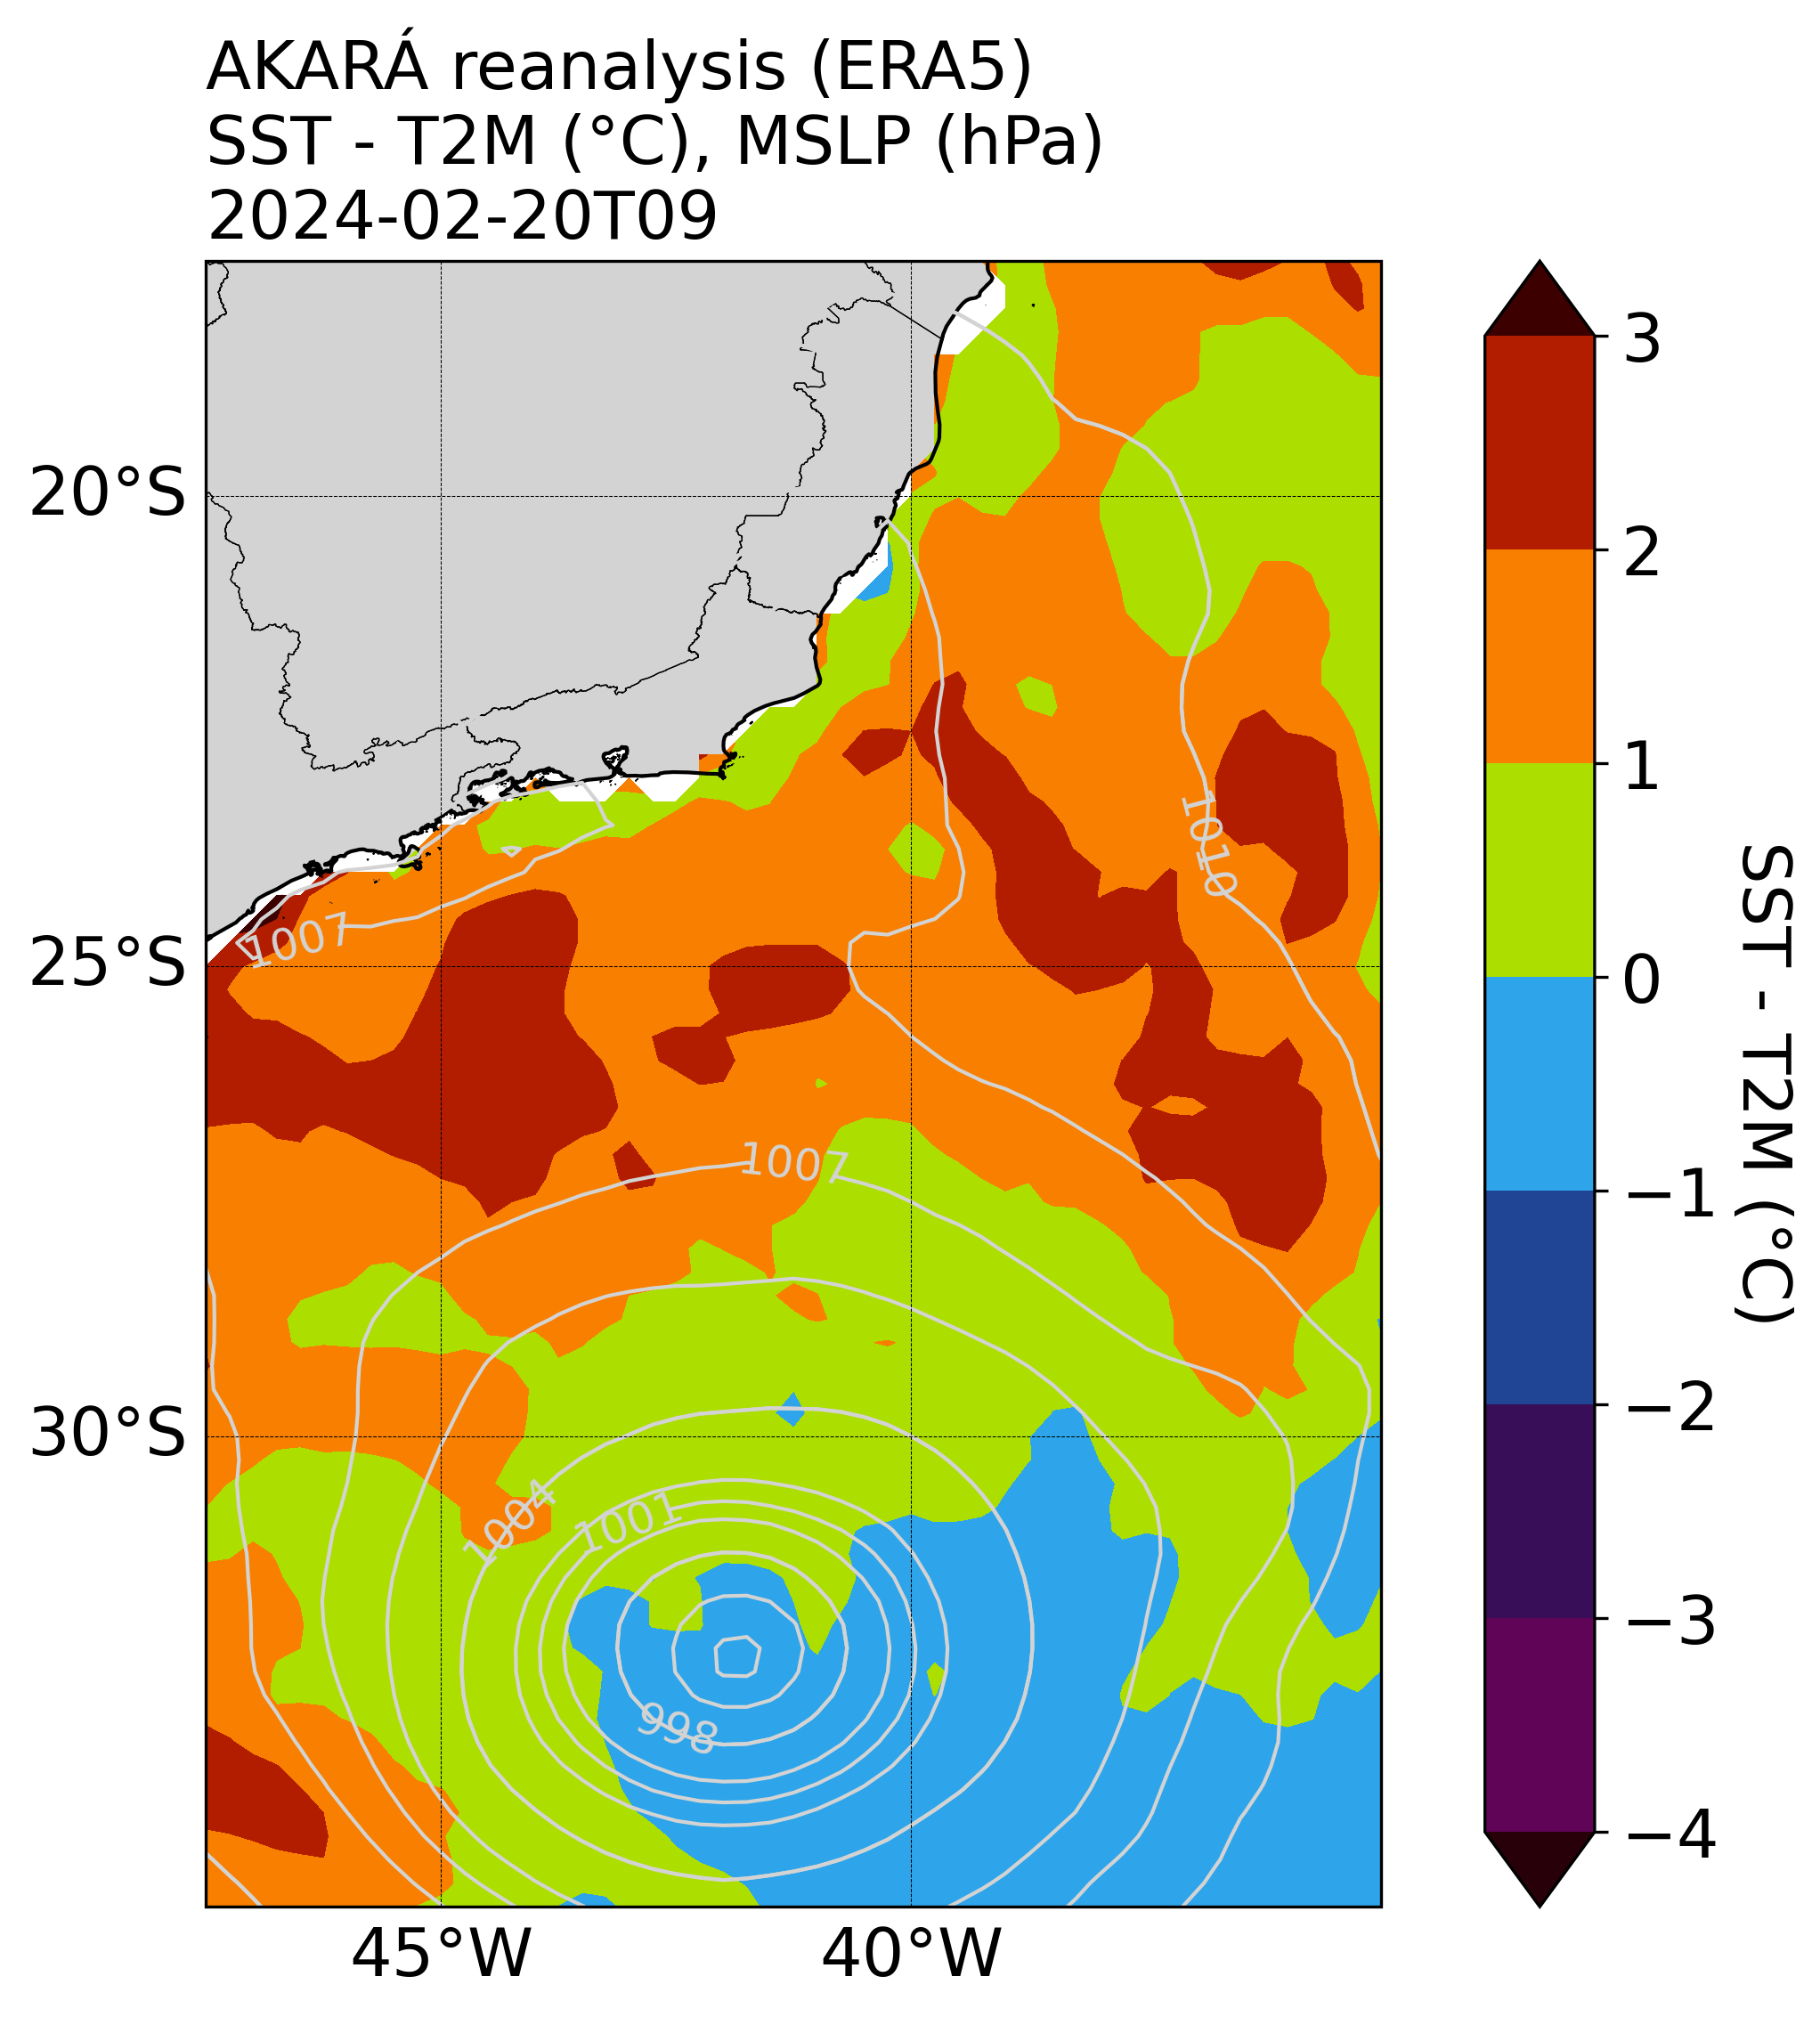 AKARÁ reanalysis (ERA5)
SST - T2M (°C), MSLP (hPa)
2024-02-20T09
20°S
25°S
30°S
45°W
40°W
1010
1007
1007
1004
1001
998
3
2
1
0
−1
−2
−3
−4
SST - T2M (°C)